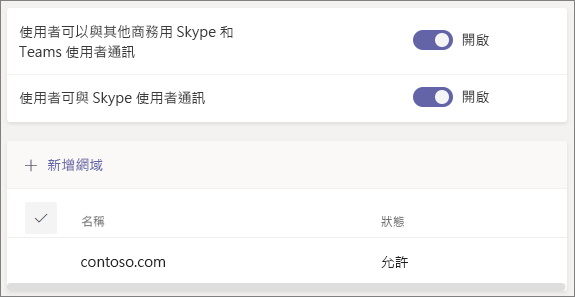 使用者可以與其他商務用 Skype 和
Teams 使用者通訊
開啟
使用者可與 Skype 使用者通訊
開啟
新增網域
名稱
狀態
contoso.com
允許